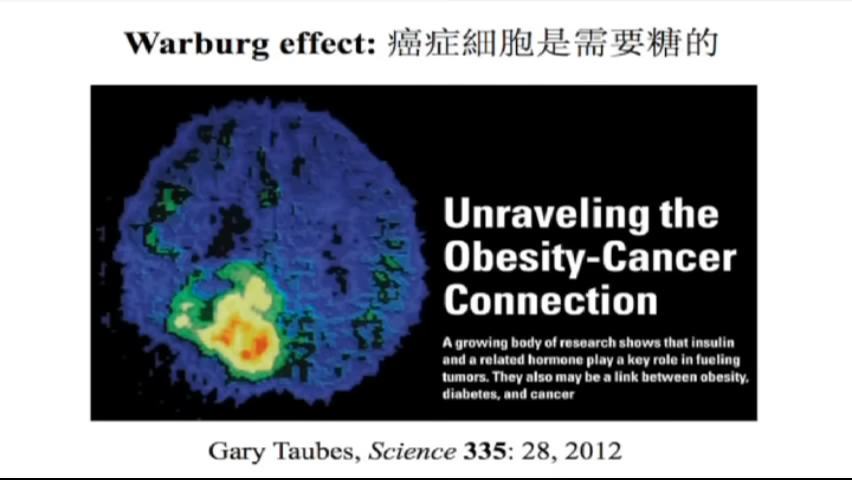 Warburg effect: 癌症細胞是需要糖的
Unraveling the
Obesity-Cancer
Connection
A growing body of research shows that insulin
and a related hormone play a key role in fueling
tumors. They also may be a link between obesity,
diabetes, and cancer
Gary Taubes, Science 335: 28, 2012